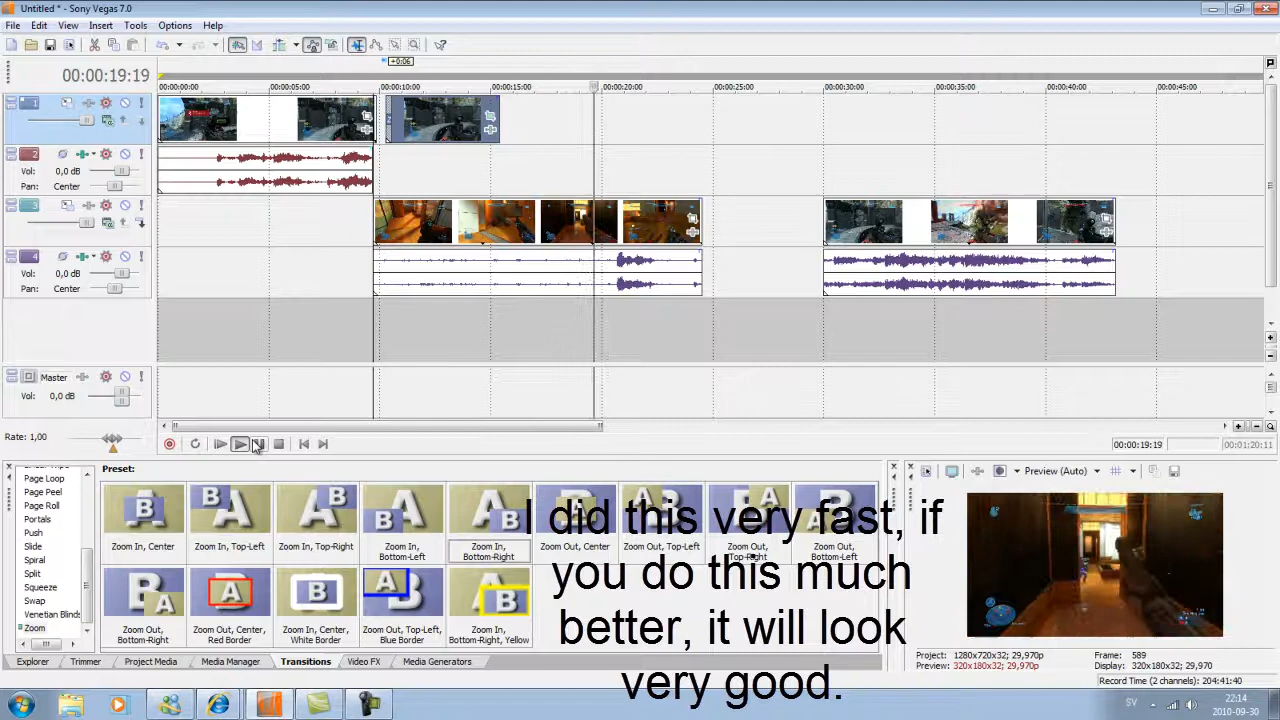 Untitled * - Sony Vegas 7.0
File Edit View Insert Tools Options Help
+0:06
00:00:19:19
00:00:00:00 00:00:05:00 00:00:10:00 00:00:15:00 00:00:20:00 00:00:25:00 00:00:30:00 00:00:35:00 00:00:40:00 00:00:45:00
1
2
Vol: 0,0 dB
Pan: Center
3
4
Vol: 0,0 dB
Pan: Center
Master
Vol: 0,0 dB
Rate: 1,00
00:00:19:19 00:01:20:11
Page Loop
Page Peel
Page Roll
Portals
Push
Slide
Spiral
Split
Squeeze
Swap
Venetian Blinds
Zoom
Preset:
Zoom In, Center
Zoom In, Top-Left
Zoom In, Top-Right
Zoom In, Bottom-Left
Zoom In, Bottom-Right
Zoom Out, Center
Zoom Out, Top-Left
Zoom Out, Top-Right
Zoom Out, Bottom-Left
Zoom Out, Bottom-Right
Zoom Out, Center, Red Border
Zoom In, Center, White Border
Zoom Out, Top-Left, Blue Border
Zoom In, Bottom-Right, Yellow
I did this very fast, if
you do this much
better, it will look
very good.
Preview (Auto)
Project: 1280x720x32; 29,970p
Preview: 320x180x32; 29,970p
Frame: 589
Display: 320x180x32; 29,970
Explorer Trimmer Project Media Media Manager Transitions Video FX Media Generators
Record Time (2 channels): 204:41:40
SV
22:14
2010-09-30